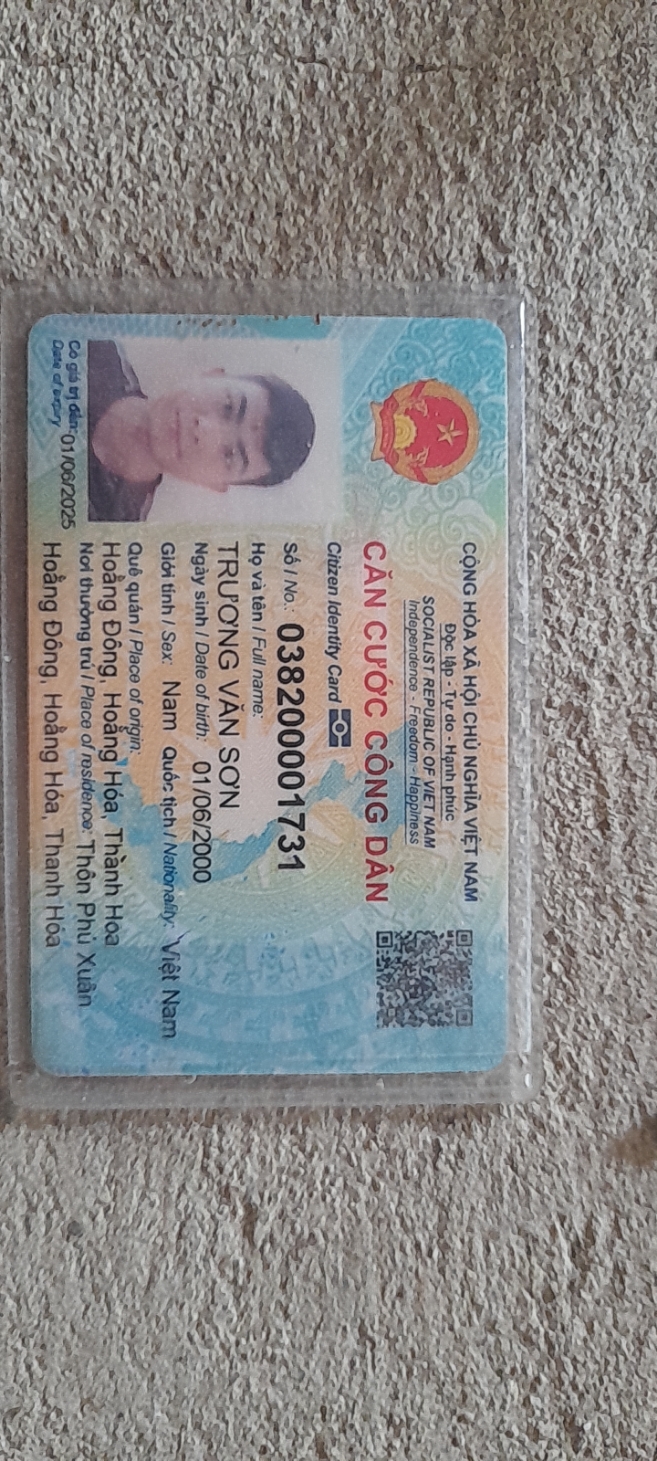 CỘNG HÒA XÃ HỘI CHỦ NGHĨA VIỆT NAM
Độc lập - Tự do - Hạnh phúc
SOCIALIST REPUBLIC OF VIET NAM
Independence - Freedom - Happiness
CĂN CƯỚC CÔNG DÂN
Citizen Identity Card
Số / No.: 038200001731
Họ và tên / Full name:
TRƯƠNG VĂN SƠN
Ngày sinh / Date of birth: 01/06/2000
Giới tính / Sex: Nam Quốc tịch / Nationality: Việt Nam
Quê quán / Place of origin:
Hoằng Đông, Hoằng Hóa, Thanh Hóa
Nơi thường trú / Place of residence: Thôn Phú Xuân
Hoằng Đông, Hoằng Hóa, Thanh Hóa
Có giá trị đến: 01/06/2025
Date of expiry